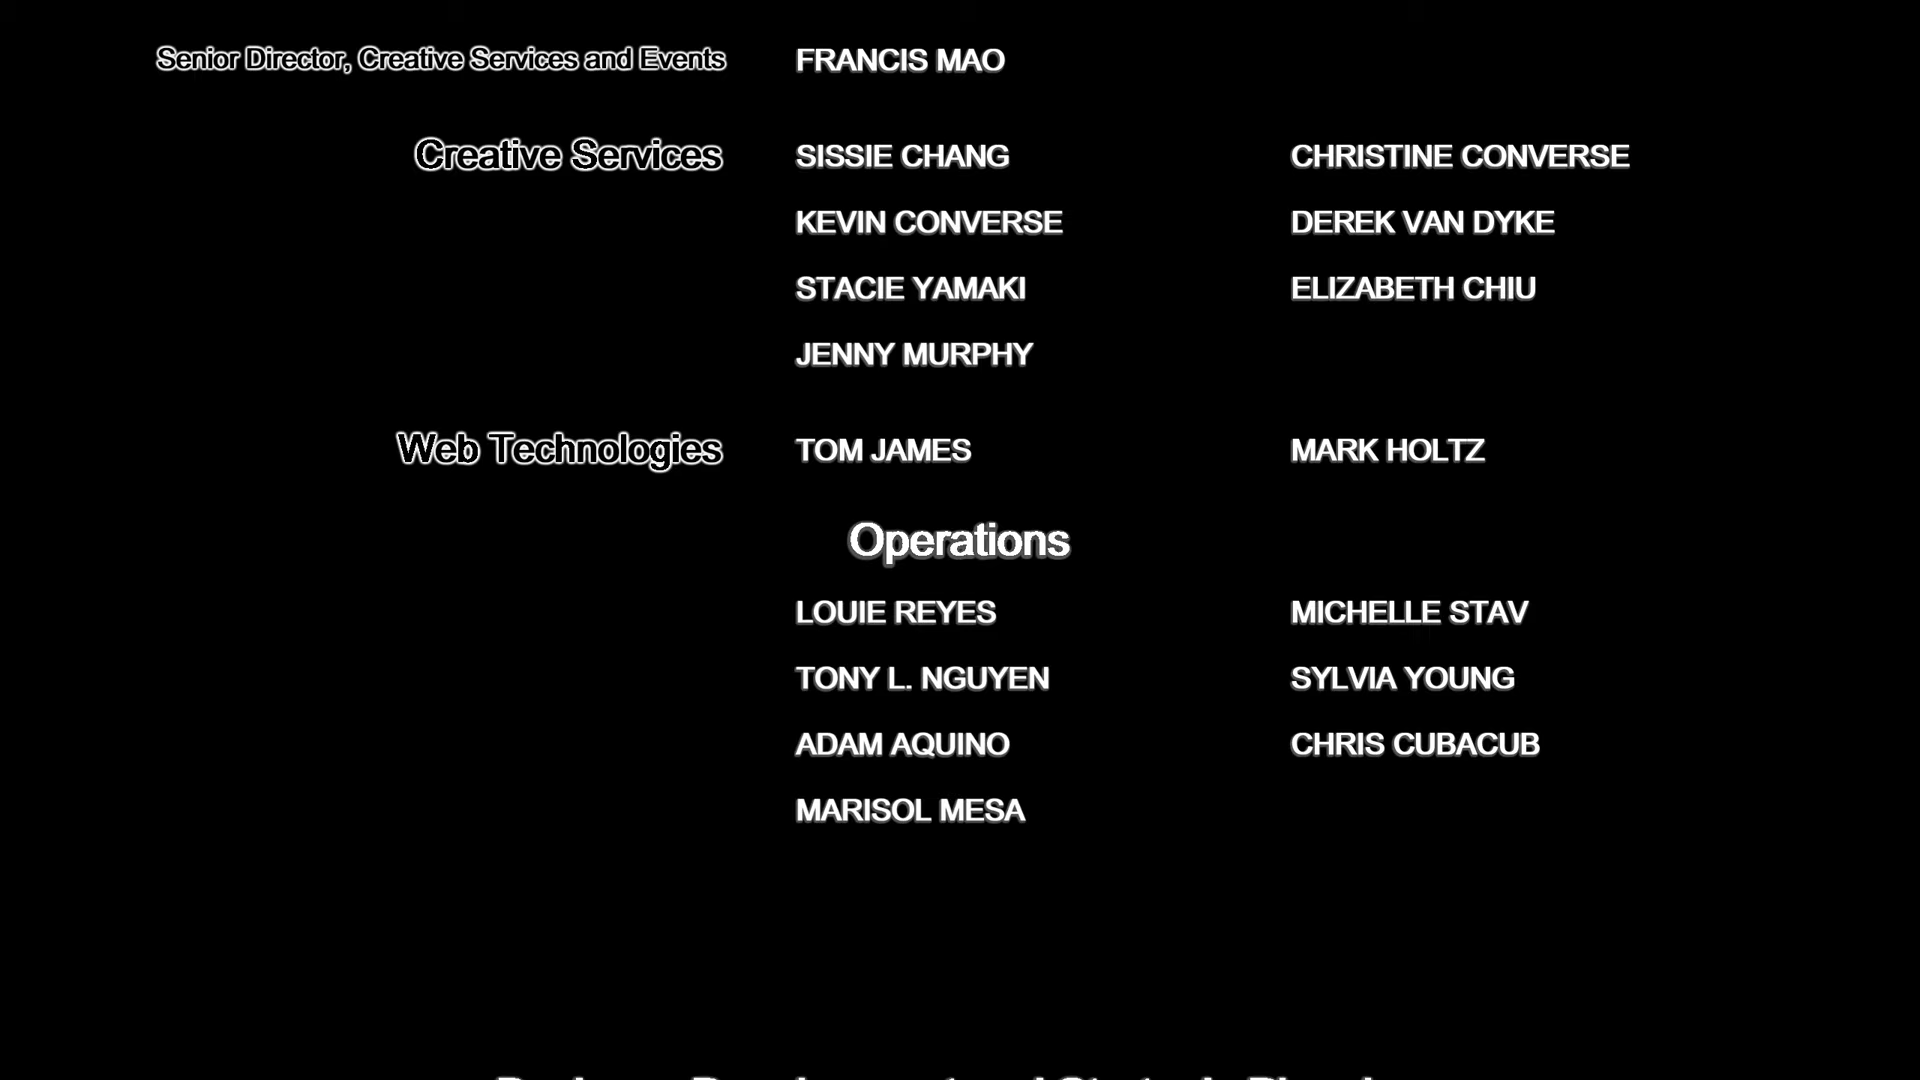 Senior Director, Creative Services and Events FRANCIS MAO
Creative Services SISSIE CHANG CHRISTINE CONVERSE
KEVIN CONVERSE DEREK VAN DYKE
STACIE YAMAKI ELIZABETH CHIU
JENNY MURPHY
Web Technologies TOM JAMES MARK HOLTZ
Operations
LOUIE REYES MICHELLE STAV
TONY L. NGUYEN SYLVIA YOUNG
ADAM AQUINO CHRIS CUBACUB
MARISOL MESA